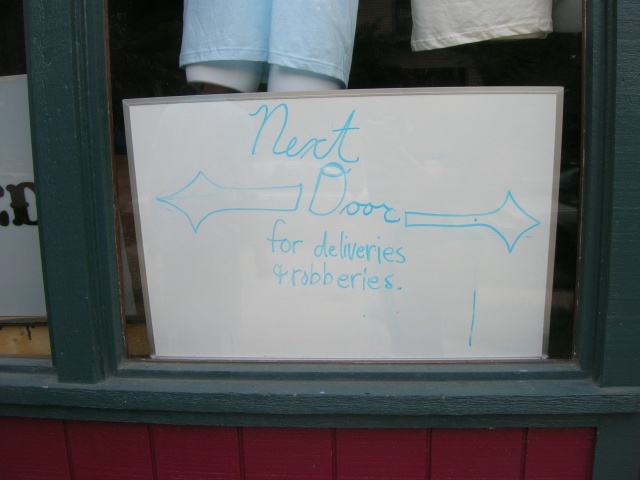 Next
Door
for deliveries
& robberies.